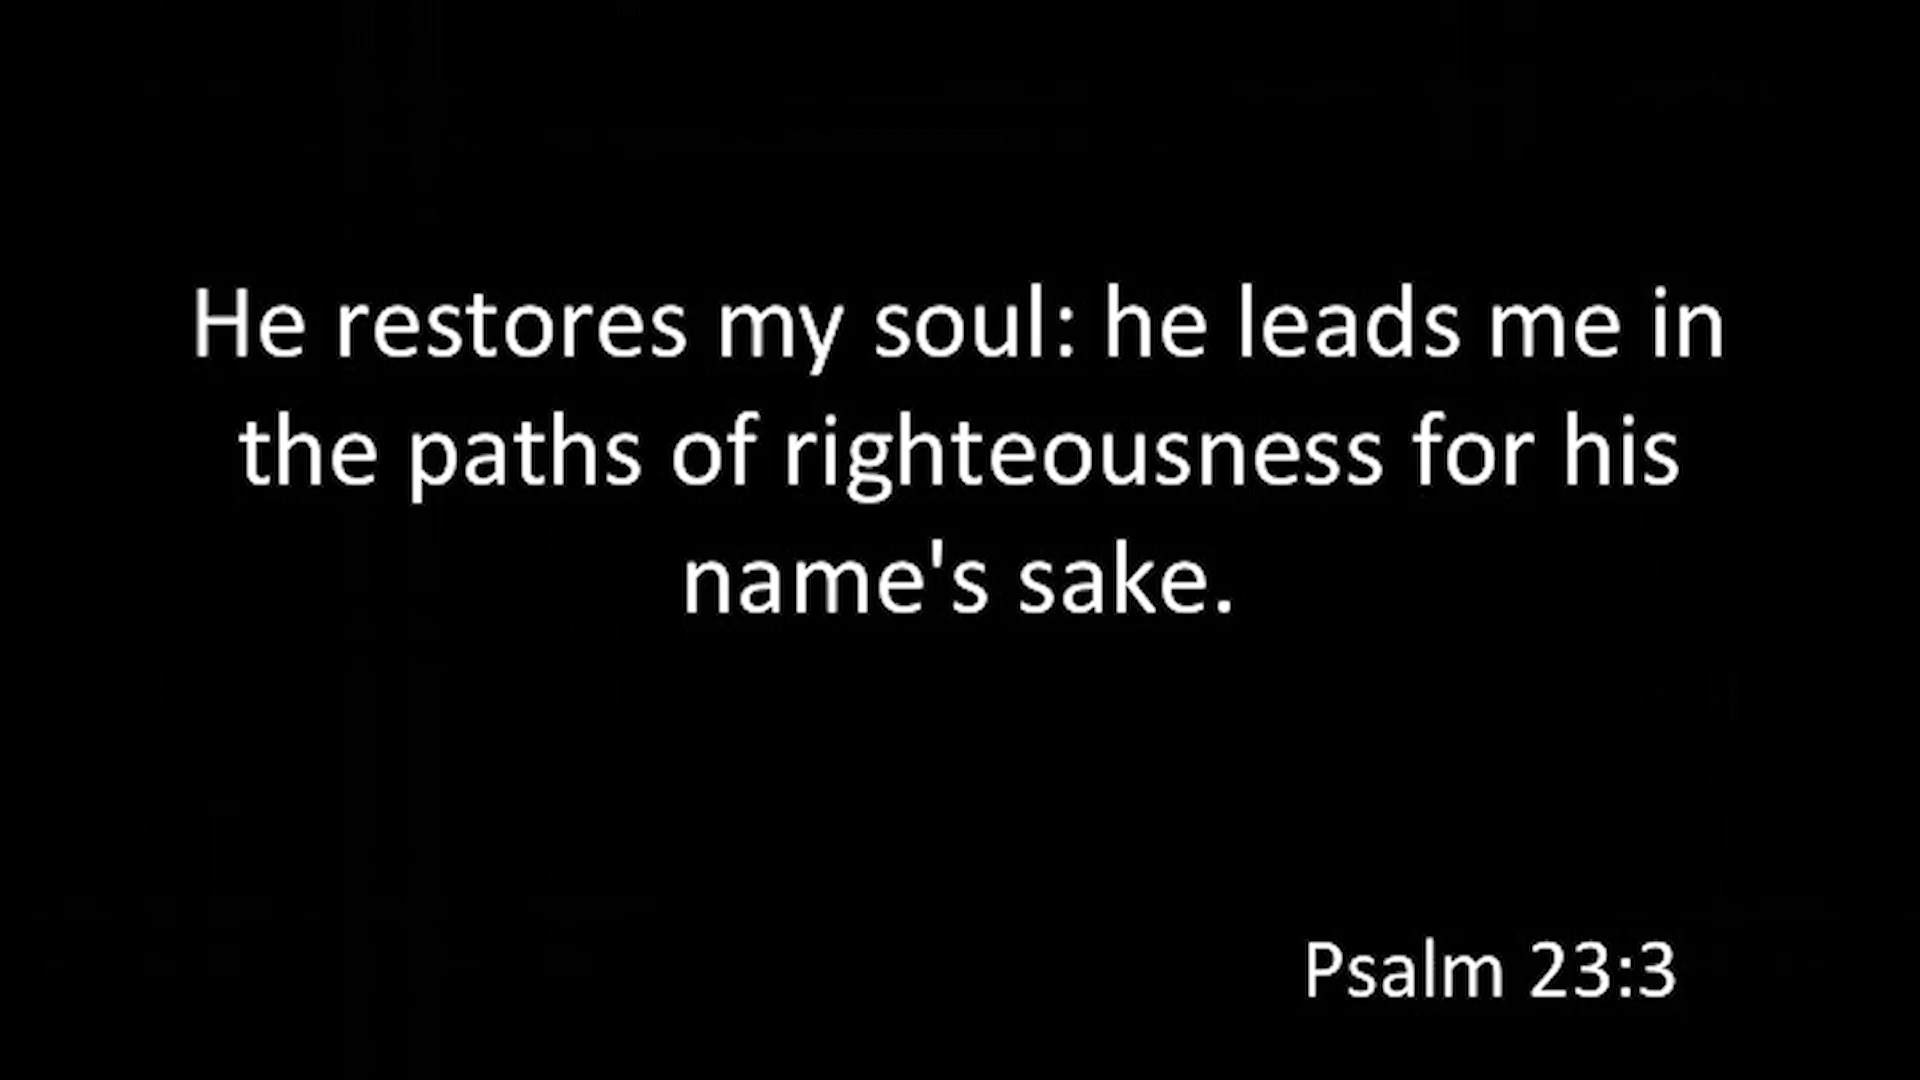 He restores my soul: he leads me in
the paths of righteousness for his
name's sake.
Psalm 23:3